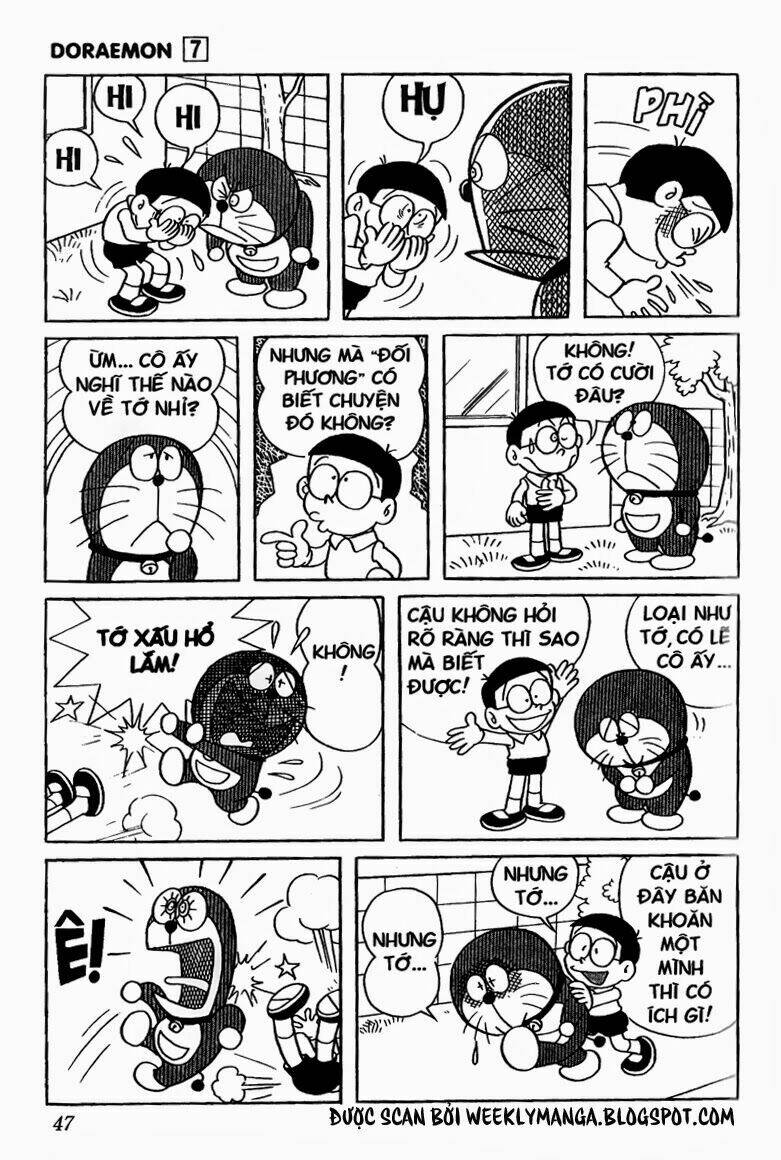 DORAEMON 7
HI
HI
HI
HỤ
PHÌ
ỪM... CÔ ẤY
NGHĨ THẾ NÀO
VỀ TỚ NHỈ?
NHƯNG MÀ “ĐỐI
PHƯƠNG” CÓ
BIẾT CHUYỆN
ĐÓ KHÔNG?
KHÔNG!
TỚ CÓ CƯỜI
ĐÂU?
TỚ XẤU HỔ
LẮM!
KHÔNG
!
CẬU KHÔNG HỎI
RÕ RÀNG THÌ SAO
MÀ BIẾT
ĐƯỢC!
LOẠI NHƯ
TỚ, CÓ LẼ
CÔ ẤY...
Ê!
NHƯNG
TỚ...
NHƯNG
TỚ...
CẬU Ở
ĐÂY BĂN
KHOĂN
MỘT
MÌNH
THÌ CÓ
ÍCH GÌ!
47
ĐƯỢC SCAN BỞI WEEKLYMANGA.BLOGSPOT.COM